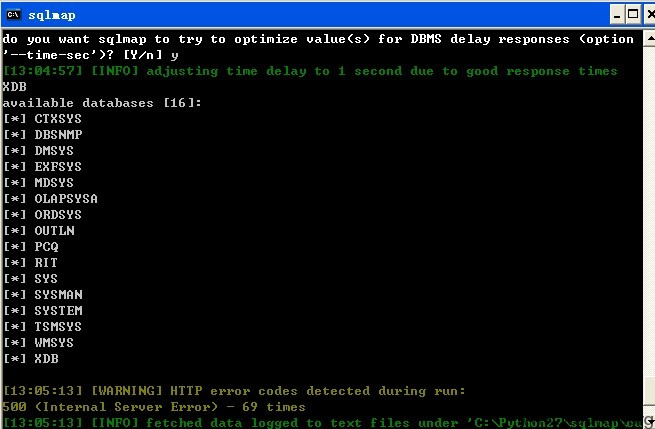 sqlmap
do you want sqlmap to try to optimize value(s) for DBMS delay responses (option
'--time-sec')? [Y/n] y
[13:04:57] [INFO] adjusting time delay to 1 second due to good response times
XDB
available databases [16]:
[*] CTXSYS
[*] DBSNMP
[*] DMSYS
[*] EXFSYS
[*] MDSYS
[*] OLAPSYSA
[*] ORDSYS
[*] OUTLN
[*] PCQ
[*] RIT
[*] SYS
[*] SYSMAN
[*] SYSTEM
[*] TSMSYS
[*] WMSYS
[*] XDB
[13:05:13] [WARNING] HTTP error codes detected during run:
500 (Internal Server Error) - 69 times
[13:05:13] [INFO] fetched data logged to text files under 'C:\Python27\sqlmap\ou